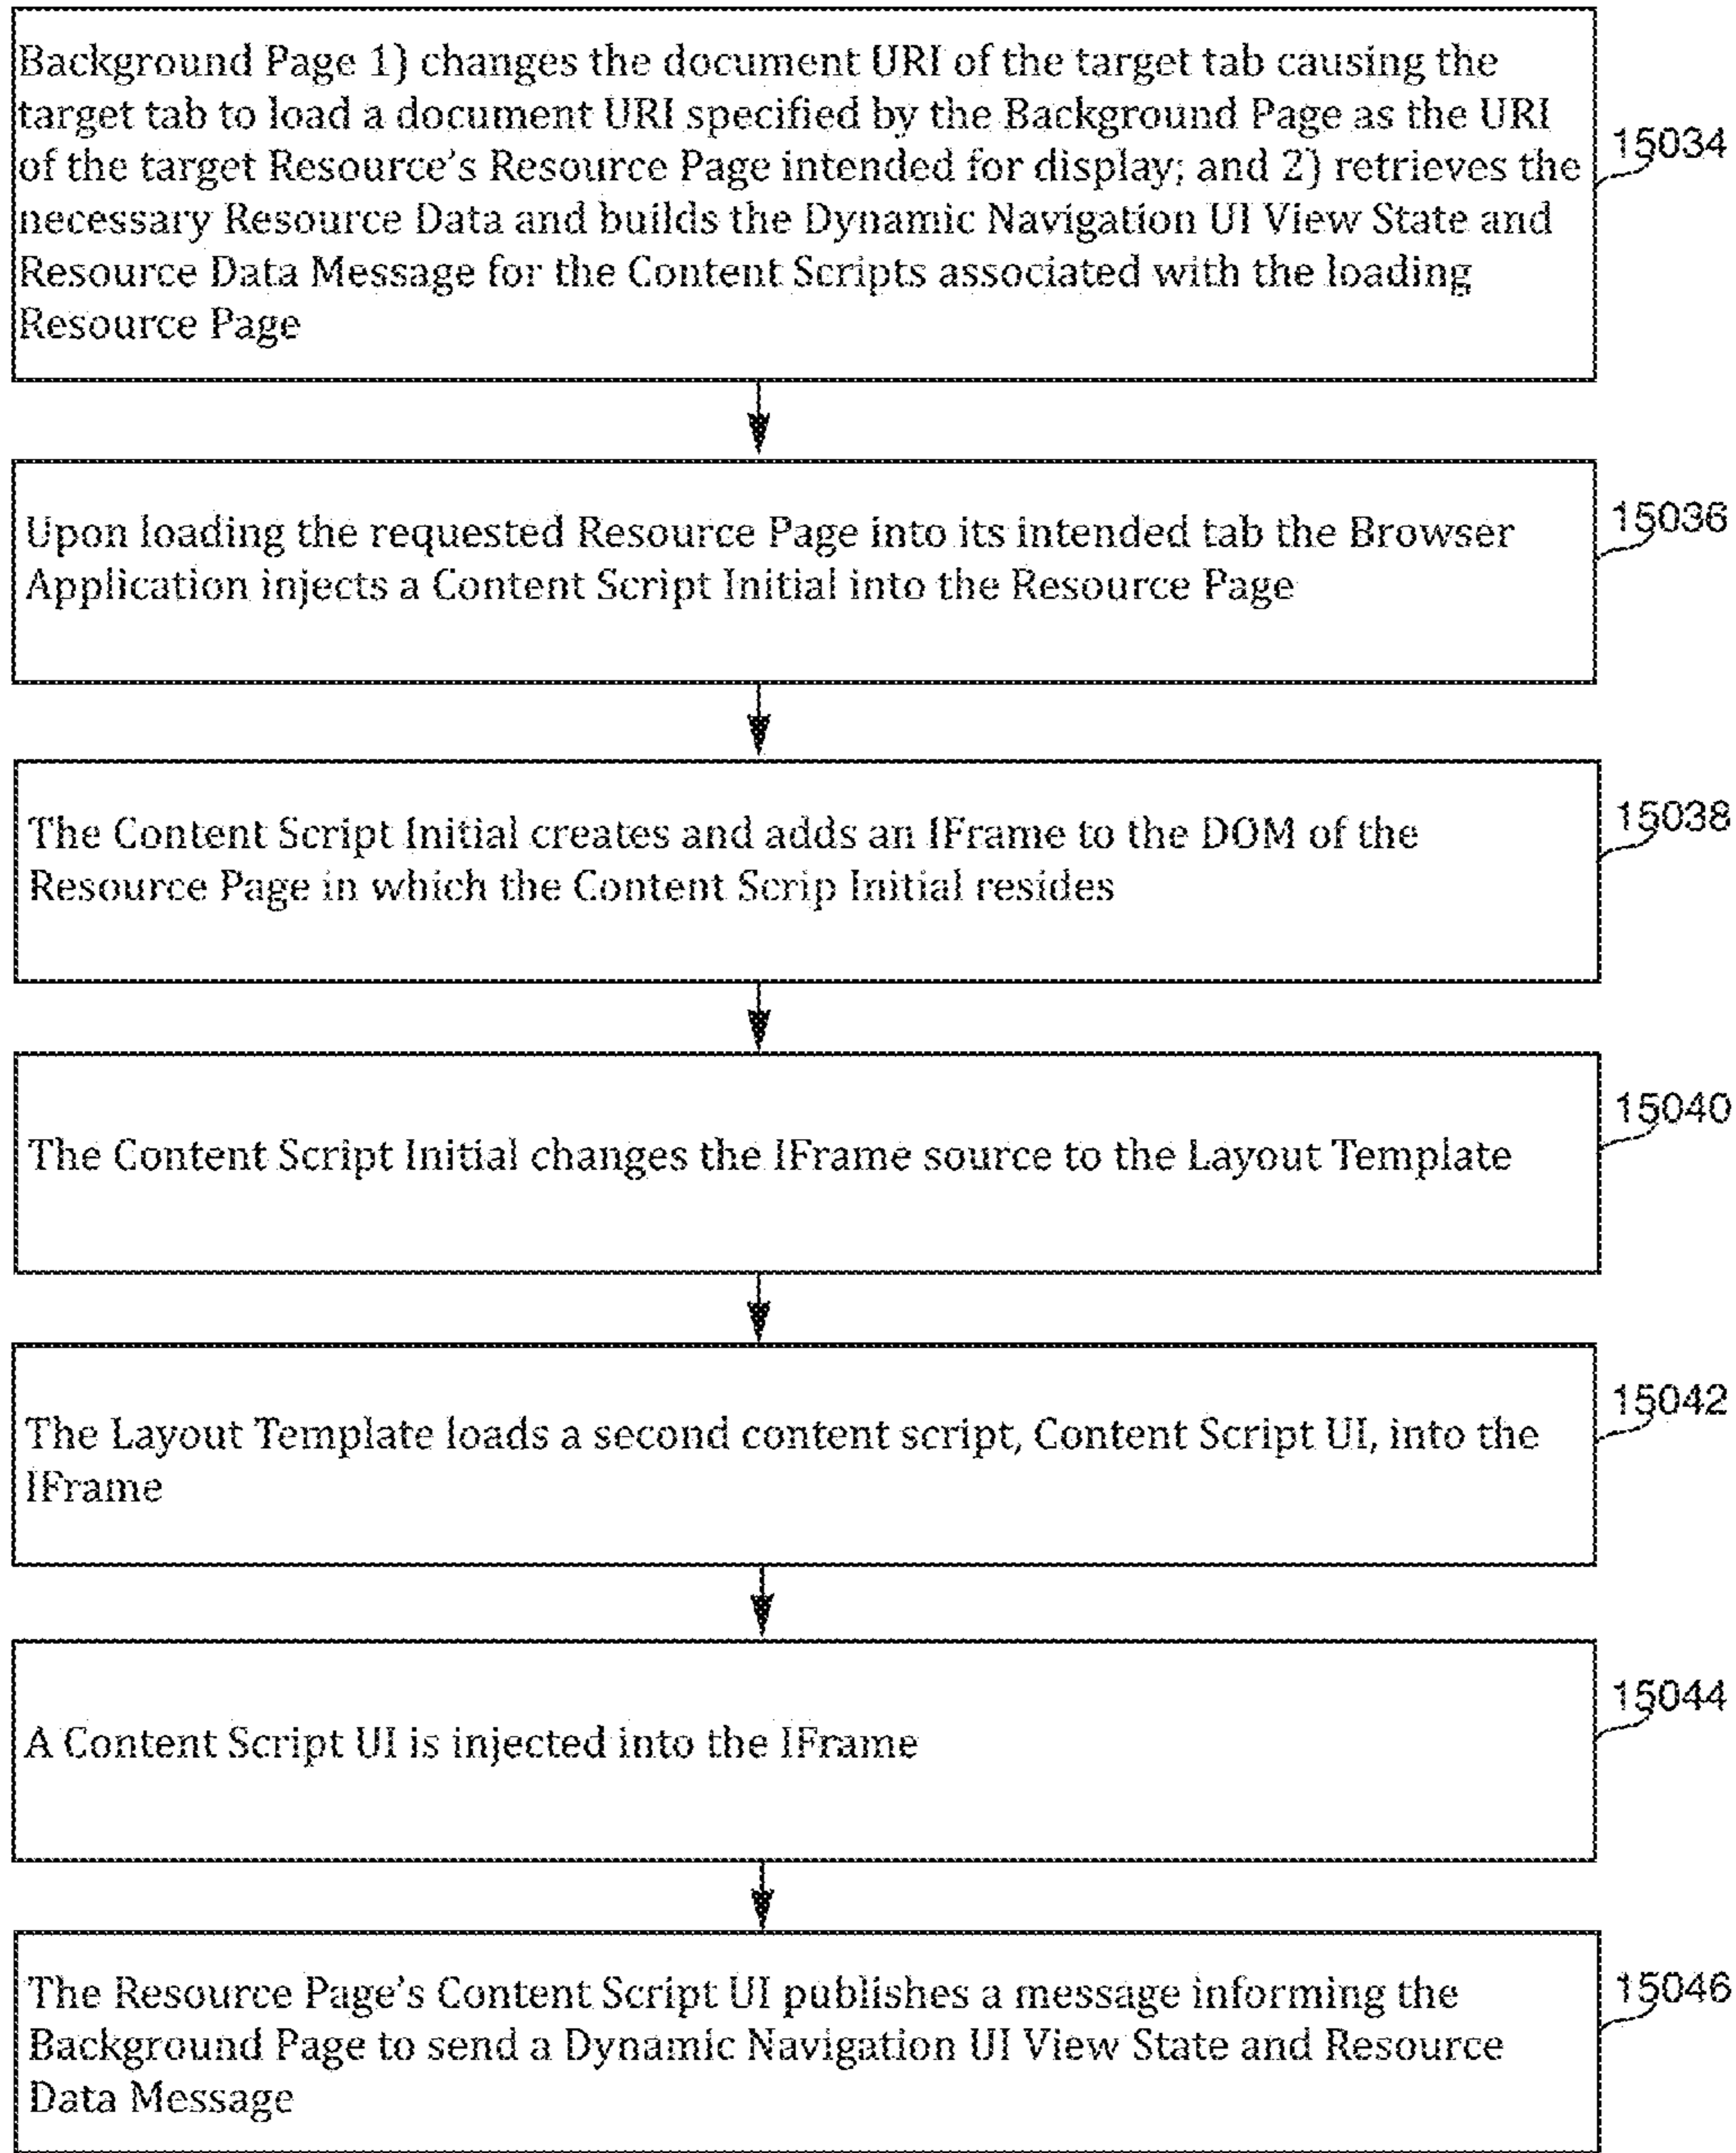 Background Page 1) changes the document URI of the target tab causing the
target tab to load a document URI specified by the Background Page as the URI
of the target Resource's Resource Page intended for display; and 2) retrieves the
necessary Resource Data and builds the Dynamic Navigation UI View State and
Resource Data Message for the Content Scripts associated with the loading
Resource Page
15034
Upon loading the requested Resource Page into its intended tab the Browser
Application injects a Content Script Initial into the Resource Page
15036
The Content Script Initial creates and adds an IFrame to the DOM of the
Resource Page in which the Content Scrip Initial resides
15038
The Content Script Initial changes the IFrame source to the Layout Template
15040
The Layout Template loads a second content script, Content Script UI, into the
IFrame
15042
A Content Script UI is injected into the IFrame
15044
The Resource Page's Content Script UI publishes a message informing the
Background Page to send a Dynamic Navigation UI View State and Resource
Data Message
15046